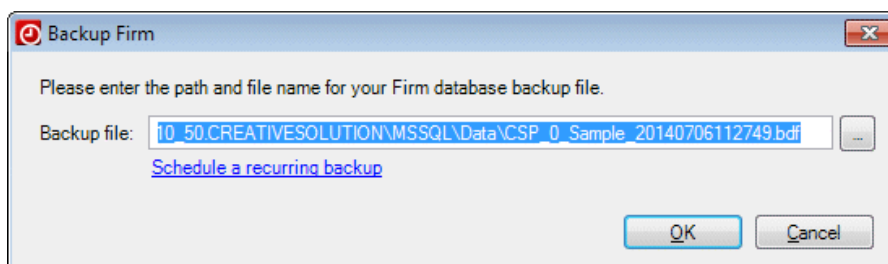 Backup Firm
Please enter the path and file name for your Firm database backup file.
Backup file: 10_50.CREATIVESOLUTION\MSSQL\Data\CSP_0_Sample_20140706112749.bdf ...
Schedule a recurring backup
OK Cancel